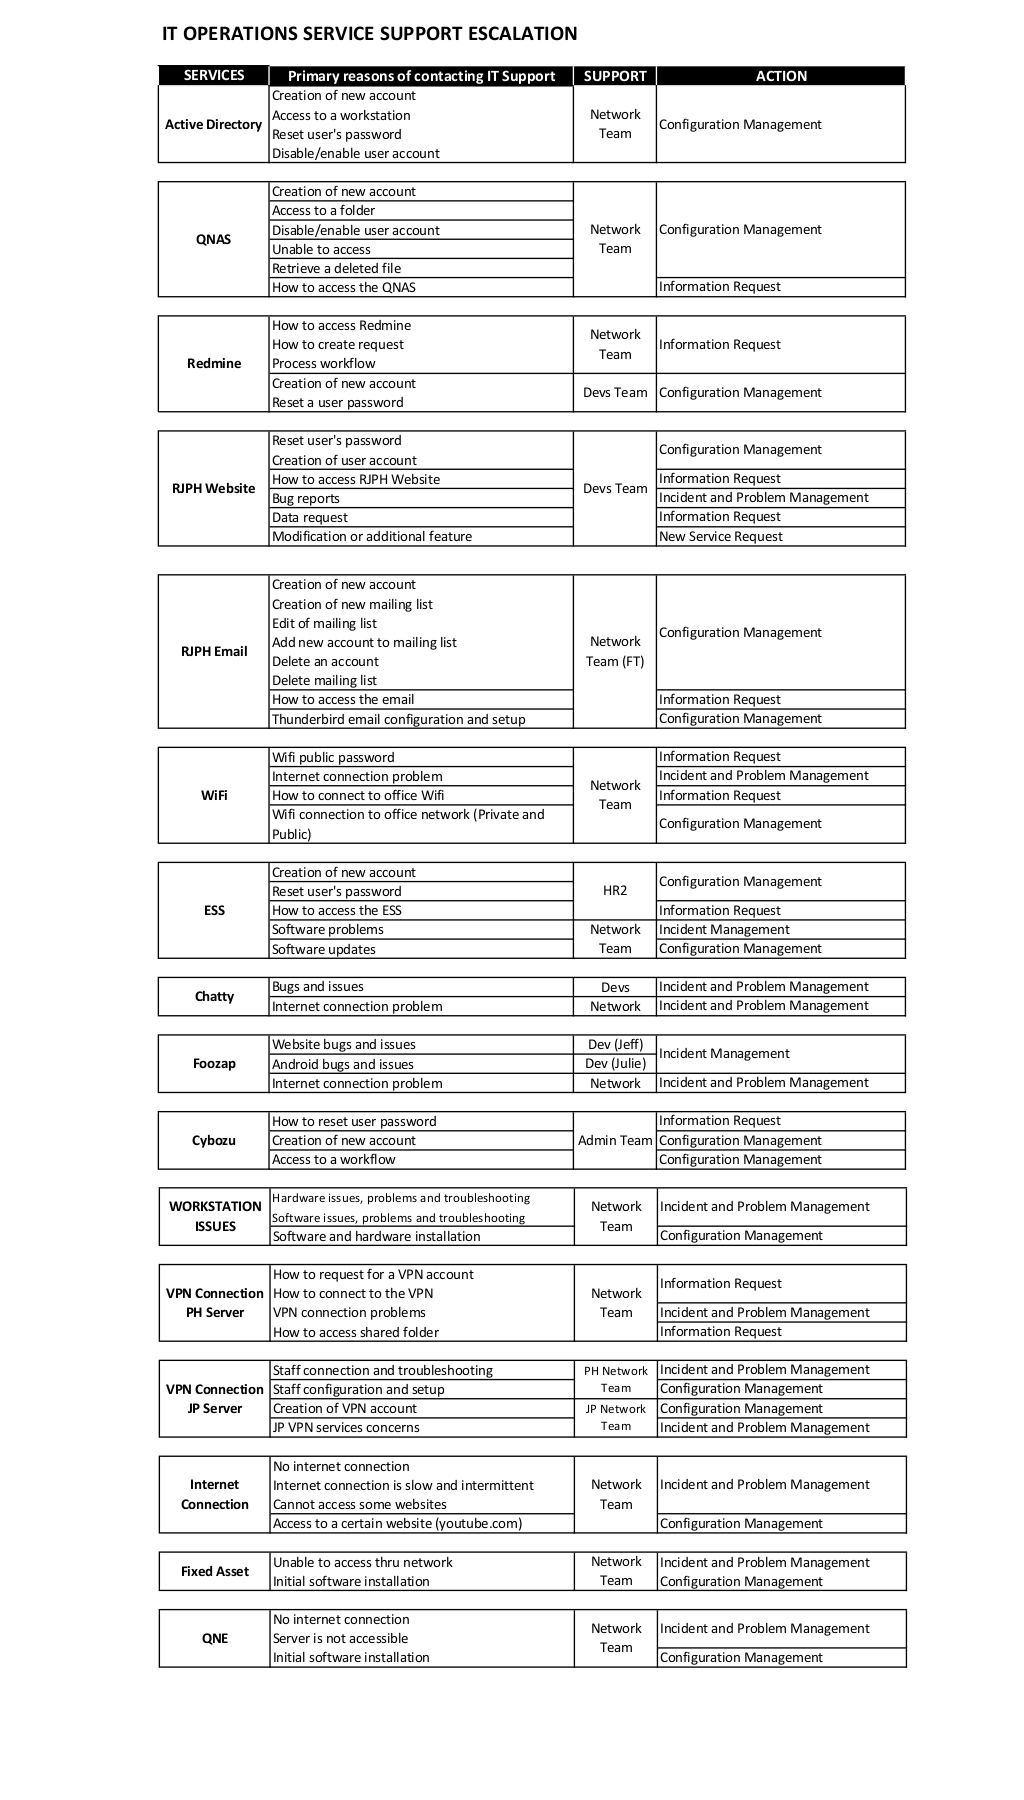 IT OPERATIONS SERVICE SUPPORT ESCALATION
SERVICES Primary reasons of contacting IT Support SUPPORT ACTION
Active Directory
Creation of new account
Access to a workstation
Reset user's password
Disable/enable user account
Network
Team
Configuration Management
QNAS
Creation of new account
Access to a folder
Disable/enable user account
Unable to access
Retrieve a deleted file
How to access the QNAS
Network
Team
Configuration Management
Information Request
Redmine
How to access Redmine
How to create request
Process workflow
Network
Team
Information Request
Creation of new account
Reset a user password
Devs Team
Configuration Management
RJPH Website
Reset user's password
Creation of user account
How to access RJPH Website
Bug reports
Data request
Modification or additional feature
Devs Team
Configuration Management
Information Request
Incident and Problem Management
Information Request
New Service Request
RJPH Email
Creation of new account
Creation of new mailing list
Edit of mailing list
Add new account to mailing list
Delete an account
Delete mailing list
How to access the email
Thunderbird email configuration and setup
Network
Team (FT)
Configuration Management
Information Request
Configuration Management
WiFi
Wifi public password
Internet connection problem
How to connect to office Wifi
Wifi connection to office network (Private and
Public)
Network
Team
Information Request
Incident and Problem Management
Information Request
Configuration Management
ESS
Creation of new account
Reset user's password
How to access the ESS
Software problems
Software updates
HR2
Network
Team
Configuration Management
Information Request
Incident Management
Configuration Management
Chatty
Bugs and issues
Internet connection problem
Devs
Network
Incident and Problem Management
Incident and Problem Management
Foozap
Website bugs and issues
Android bugs and issues
Internet connection problem
Dev (Jeff)
Dev (Julie)
Network
Incident Management
Incident and Problem Management
Cybozu
How to reset user password
Creation of new account
Access to a workflow
Admin Team
Information Request
Configuration Management
Configuration Management
WORKSTATION
ISSUES
Hardware issues, problems and troubleshooting
Software issues, problems and troubleshooting
Software and hardware installation
Network
Team
Incident and Problem Management
Configuration Management
VPN Connection
PH Server
How to request for a VPN account
How to connect to the VPN
VPN connection problems
How to access shared folder
Network
Team
Information Request
Incident and Problem Management
Information Request
VPN Connection
JP Server
Staff connection and troubleshooting
Staff configuration and setup
Creation of VPN account
JP VPN services concerns
PH Network
Team
JP Network
Team
Incident and Problem Management
Configuration Management
Configuration Management
Incident and Problem Management
Internet
Connection
No internet connection
Internet connection is slow and intermittent
Cannot access some websites
Access to a certain website (youtube.com)
Network
Team
Incident and Problem Management
Configuration Management
Fixed Asset
Unable to access thru network
Initial software installation
Network
Team
Incident and Problem Management
Configuration Management
QNE
No internet connection
Server is not accessible
Initial software installation
Network
Team
Incident and Problem Management
Configuration Management